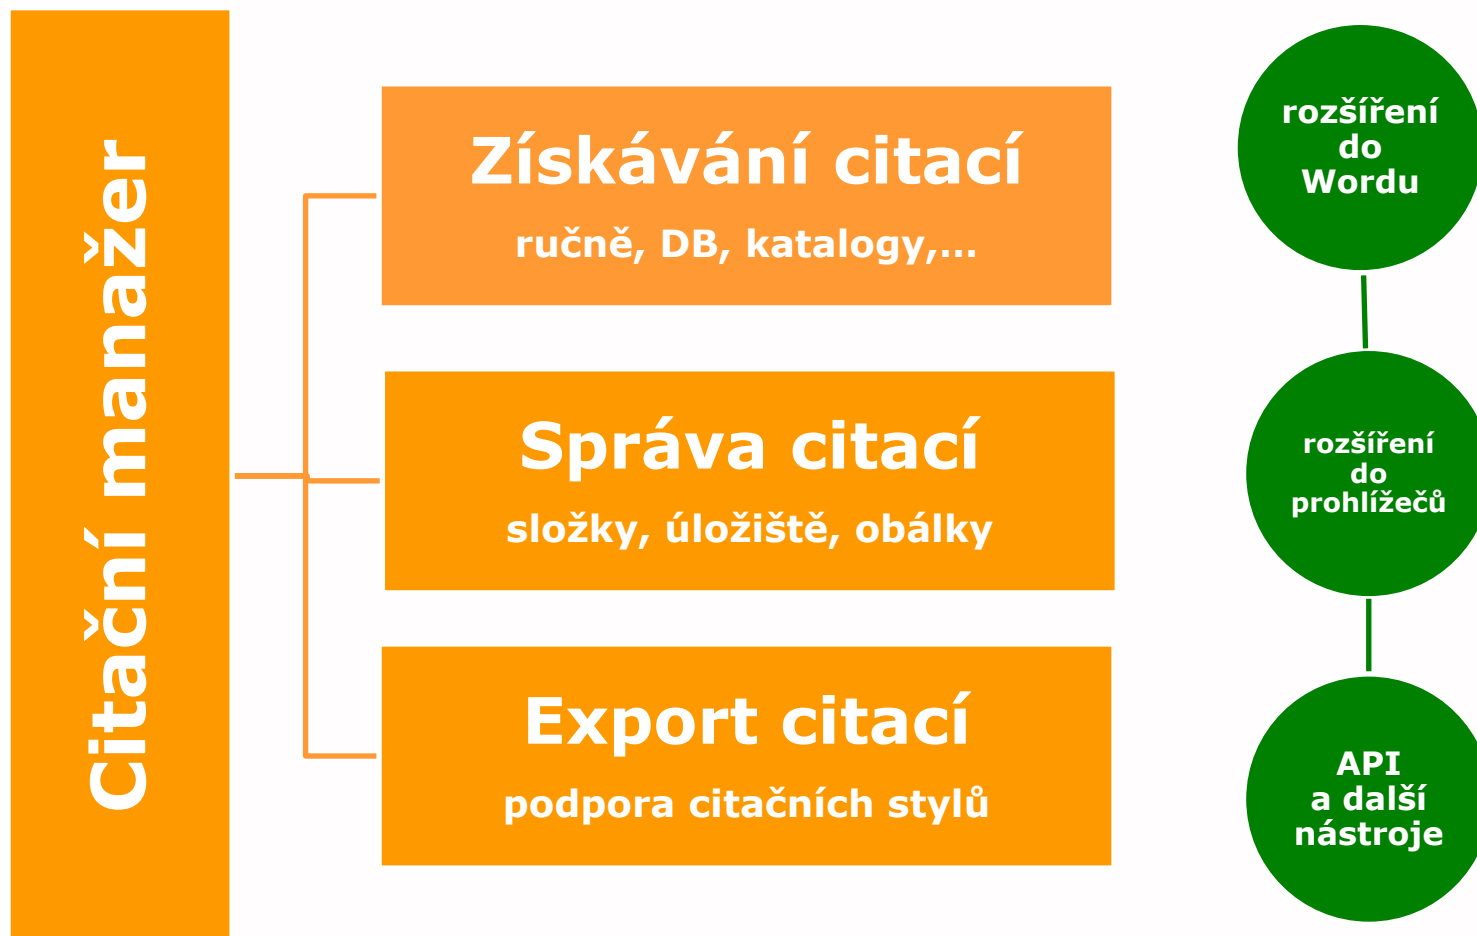 Citační manažer
Získávání citací
ručně, DB, katalogy,...
Správa citací
složky, úložiště, obálky
Export citací
podpora citačních stylů
rozšíření
do
Wordu
rozšíření
do
prohlížečů
API
a další
nástroje